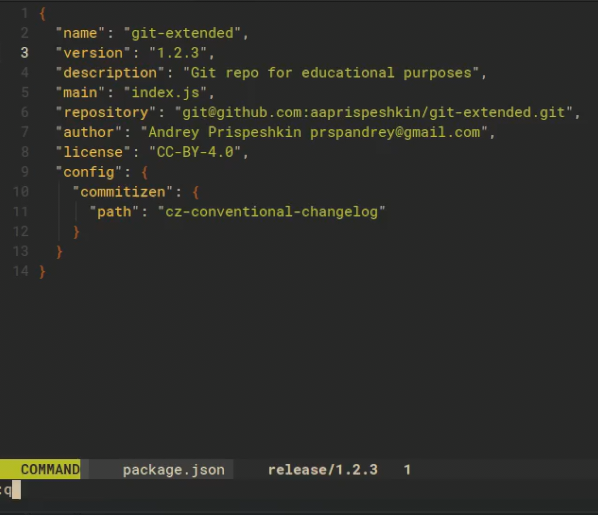 1 {
2 "name": "git-extended",
3 "version": "1.2.3",
4 "description": "Git repo for educational purposes",
5 "main": "index.js",
6 "repository": "git@github.com:aaprispeshkin/git-extended.git",
7 "author": "Andrey Prispeshkin prspandrey@gmail.com",
8 "license": "CC-BY-4.0",
9 "config": {
10 "commitizen": {
11 "path": "cz-conventional-changelog"
12 }
13 }
14 }
COMMAND package.json release/1.2.3 1
:q